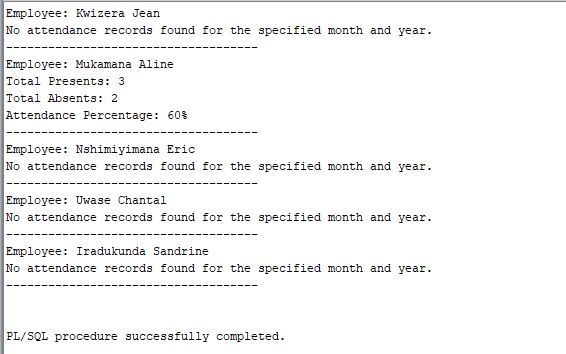 Employee: Kwizera Jean
No attendance records found for the specified month and year.
------------------------------------
Employee: Mukamana Aline
Total Presents: 3
Total Absents: 2
Attendance Percentage: 60%
------------------------------------
Employee: Nshimiyimana Eric
No attendance records found for the specified month and year.
------------------------------------
Employee: Uwase Chantal
No attendance records found for the specified month and year.
------------------------------------
Employee: Iradukunda Sandrine
No attendance records found for the specified month and year.
------------------------------------
PL/SQL procedure successfully completed.